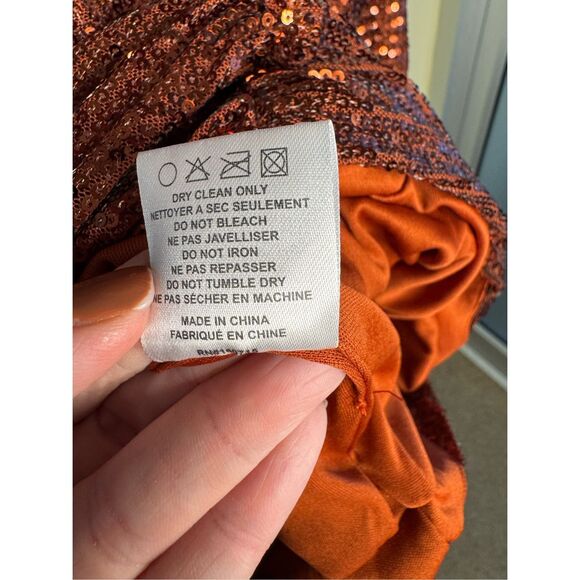 DRY CLEAN ONLY
NETTOYER A SEC SEULEMENT
DO NOT BLEACH
NE PAS JAVELLISER
DO NOT IRON
NE PAS REPASSER
DO NOT TUMBLE DRY
NE PAS SÉCHER EN MACHINE
MADE IN CHINA
FABRIQUÉ EN CHINE